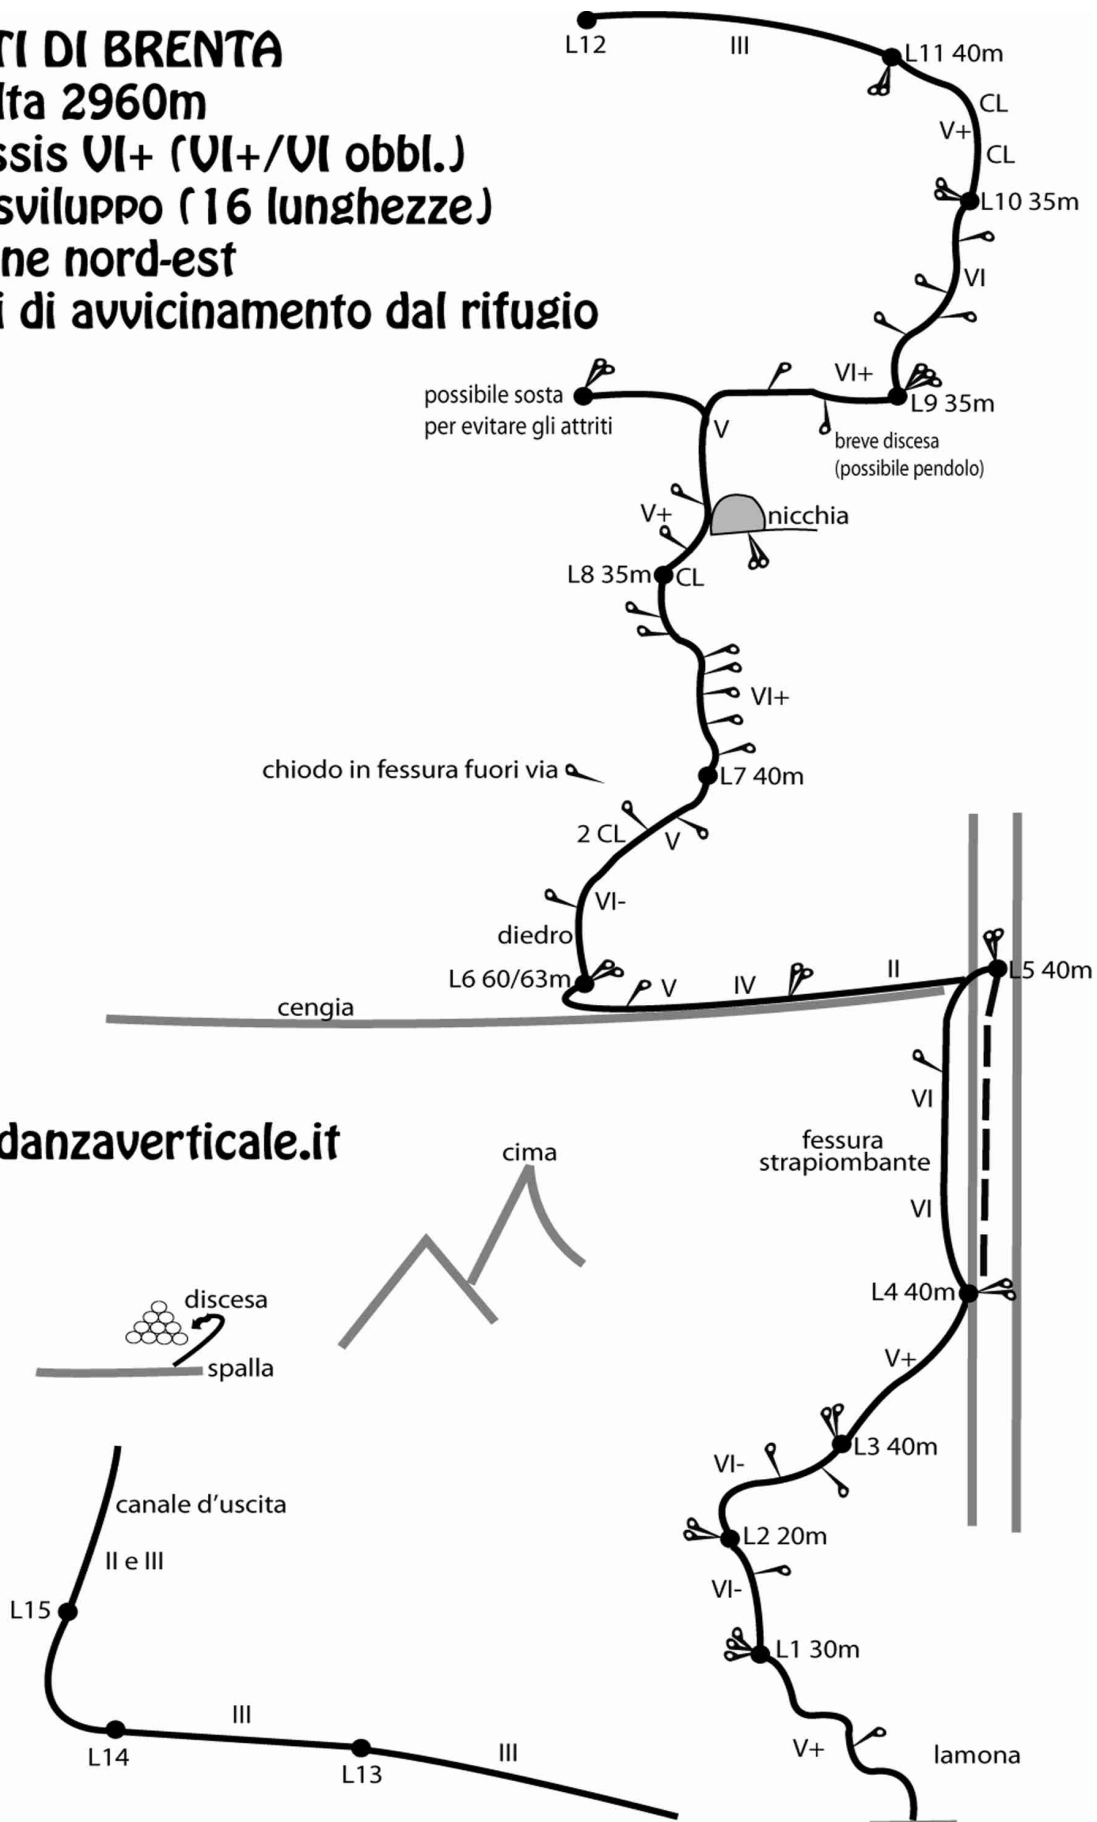 TI DI BRENTA
lta 2960m
ssis VI+ (VI+/VI obbl.)
sviluppo (16 lunghezze)
ne nord-est
i di avvicinamento dal rifugio
L12
III
L11 40m
CL
V+
CL
L10 35m
VI
VI+
L9 35m
possibile sosta
per evitare gli attriti
V
breve discesa
(possibile pendolo)
V+
nicchia
L8 35m
CL
VI+
chiodo in fessura fuori via
L7 40m
2 CL
V
VI-
diedro
L6 60/63m
V
IV
II
L5 40m
cengia
VI
fessura
strapiombante
VI
danzaverticale.it
cima
L4 40m
discesa
spalla
V+
L3 40m
VI-
L2 20m
VI-
L1 30m
canale d'uscita
II e III
L15
III
L14
III
L13
V+
lamona